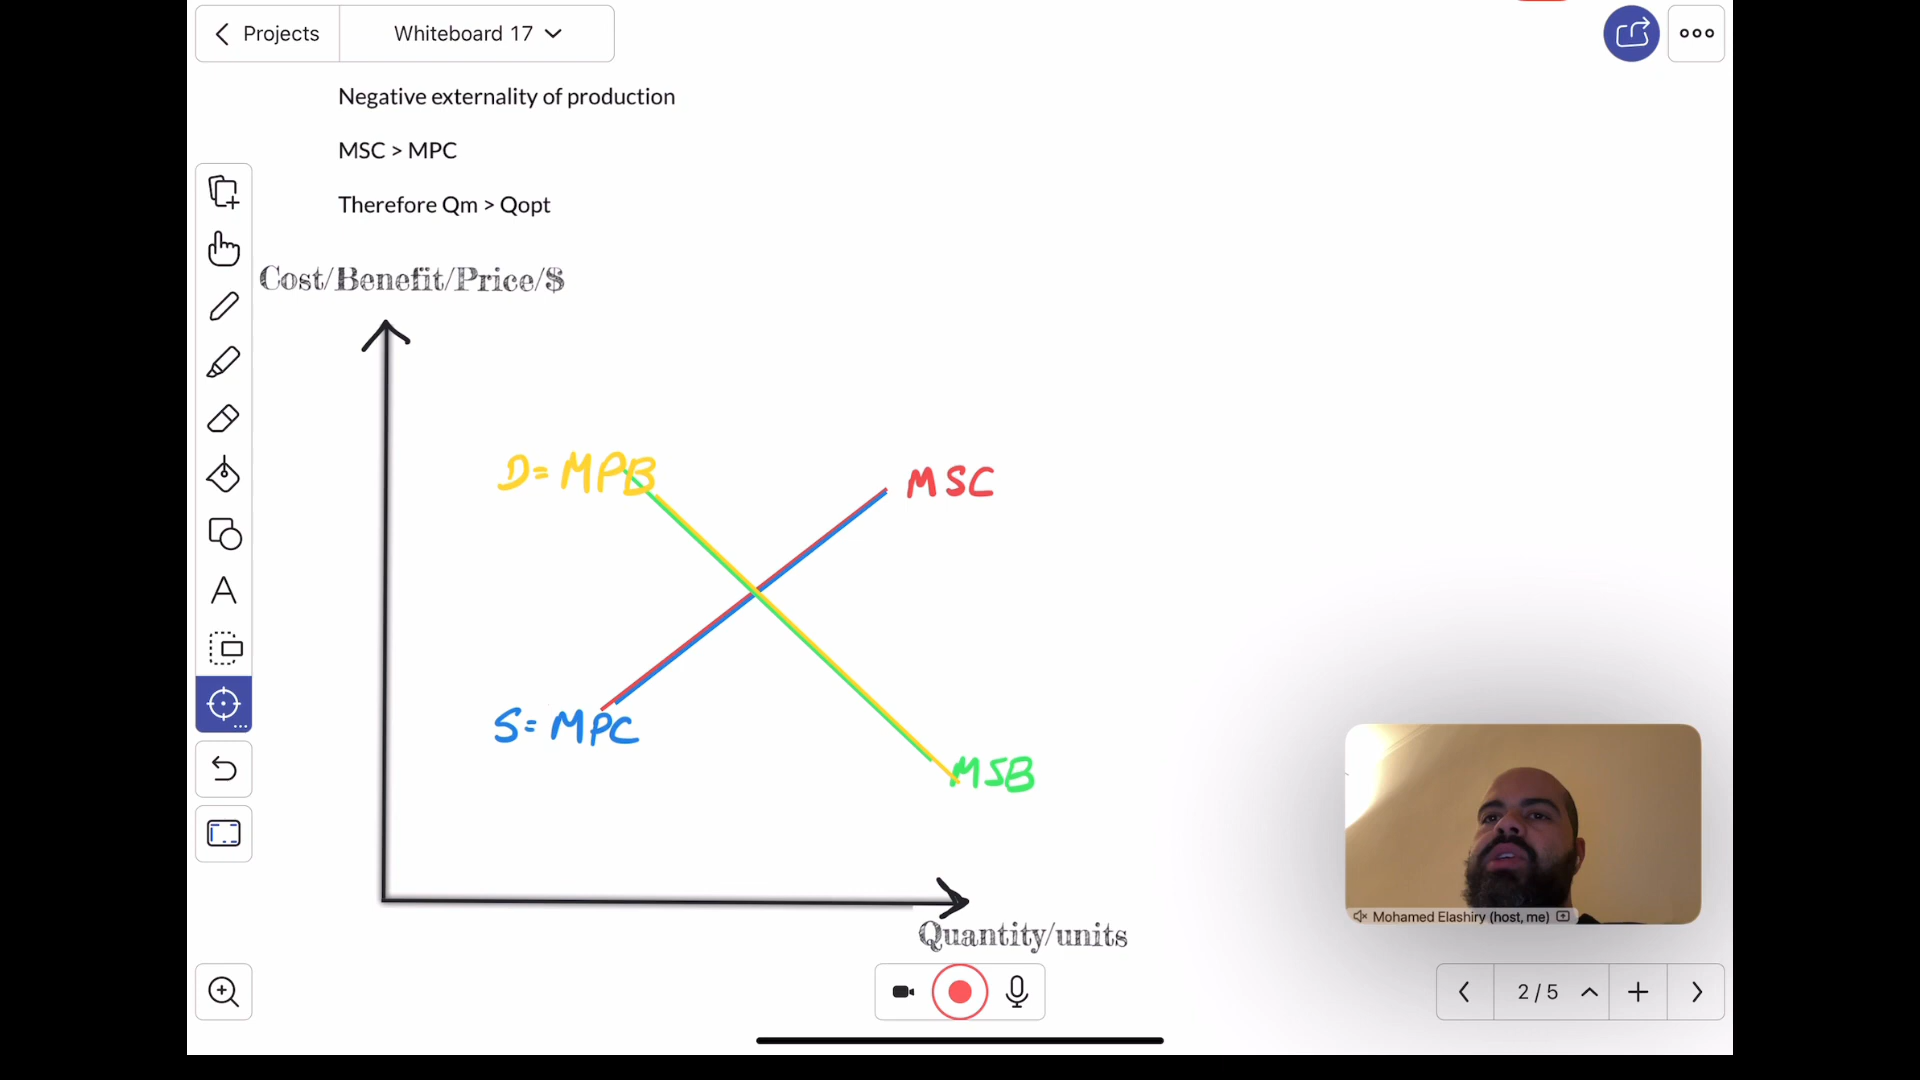 Projects
Whiteboard 17
Negative externality of production
MSC > MPC
Therefore Qm > Qopt
Cost/Benefit/Price/$
D= MPB
MSC
S= MPC
MSB
Quantity/units
Mohamed Elashiry (host, me)
2 / 5